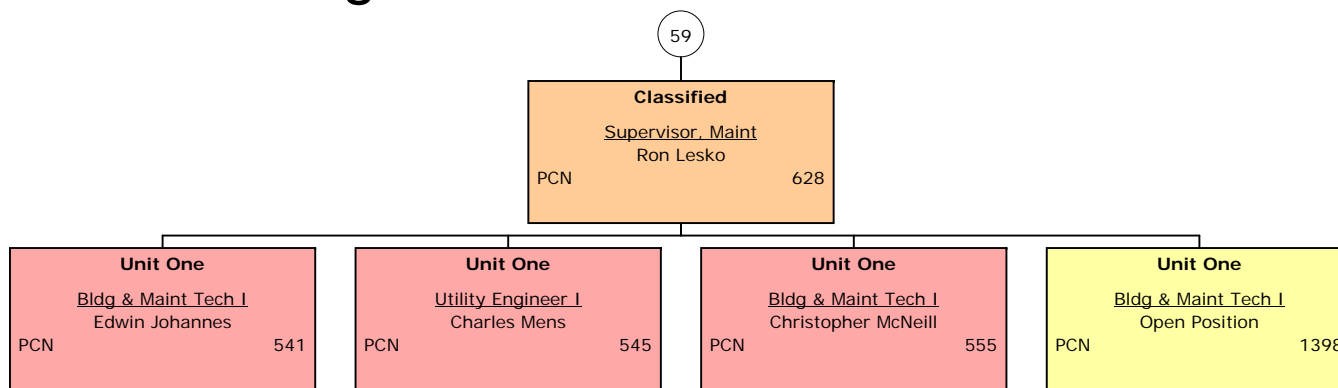 g
59
Classified
Supervisor, Maint
Ron Lesko
PCN 628
Unit One
Bldg & Maint Tech I
Edwin Johannes
PCN 541
Unit One
Utility Engineer I
Charles Mens
PCN 545
Unit One
Bldg & Maint Tech I
Christopher McNeill
PCN 555
Unit One
Bldg & Maint Tech I
Open Position
PCN 1398